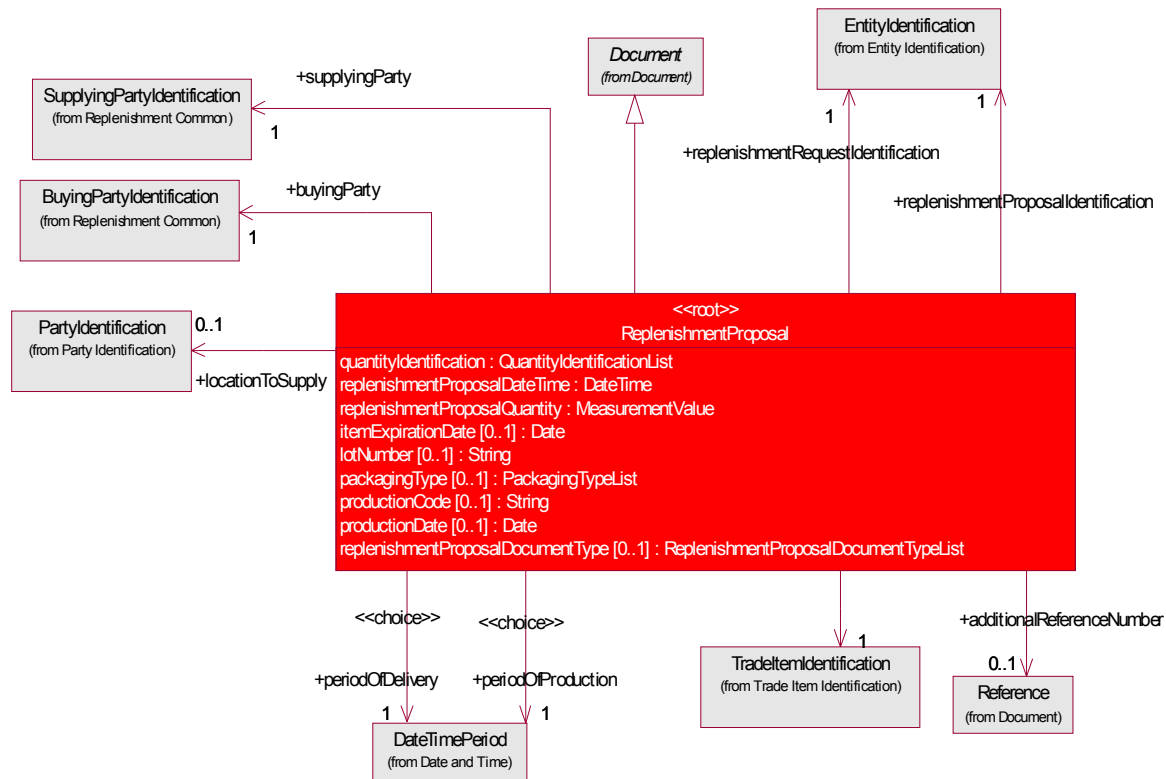 EntityIdentification
(from Entity Identification)
Document
(from Document)
+supplyingParty
SupplyingPartyIdentification
(from Replenishment Common)
1
1
1
+replenishmentRequestIdentification
BuyingPartyIdentification
(from Replenishment Common)
+buyingParty
1
+replenishmentProposalIdentification
<<root>>
ReplenishmentProposal
PartyIdentification
(from Party Identification)
0..1
+locationToSupply
quantityIdentification : QuantityIdentificationList
replenishmentProposalDateTime : DateTime
replenishmentProposalQuantity : MeasurementValue
itemExpirationDate [0..1] : Date
lotNumber [0..1] : String
packagingType [0..1] : PackagingTypeList
productionCode [0..1] : String
productionDate [0..1] : Date
replenishmentProposalDocumentType [0..1] : ReplenishmentProposalDocumentTypeList
<<choice>>
<<choice>>
+additionalReferenceNumber
1
+periodOfDelivery
+periodOfProduction
TradeItemIdentification
(from Trade Item Identification)
0..1
Reference
(from Document)
1
1
DateTimePeriod
(from Date and Time)